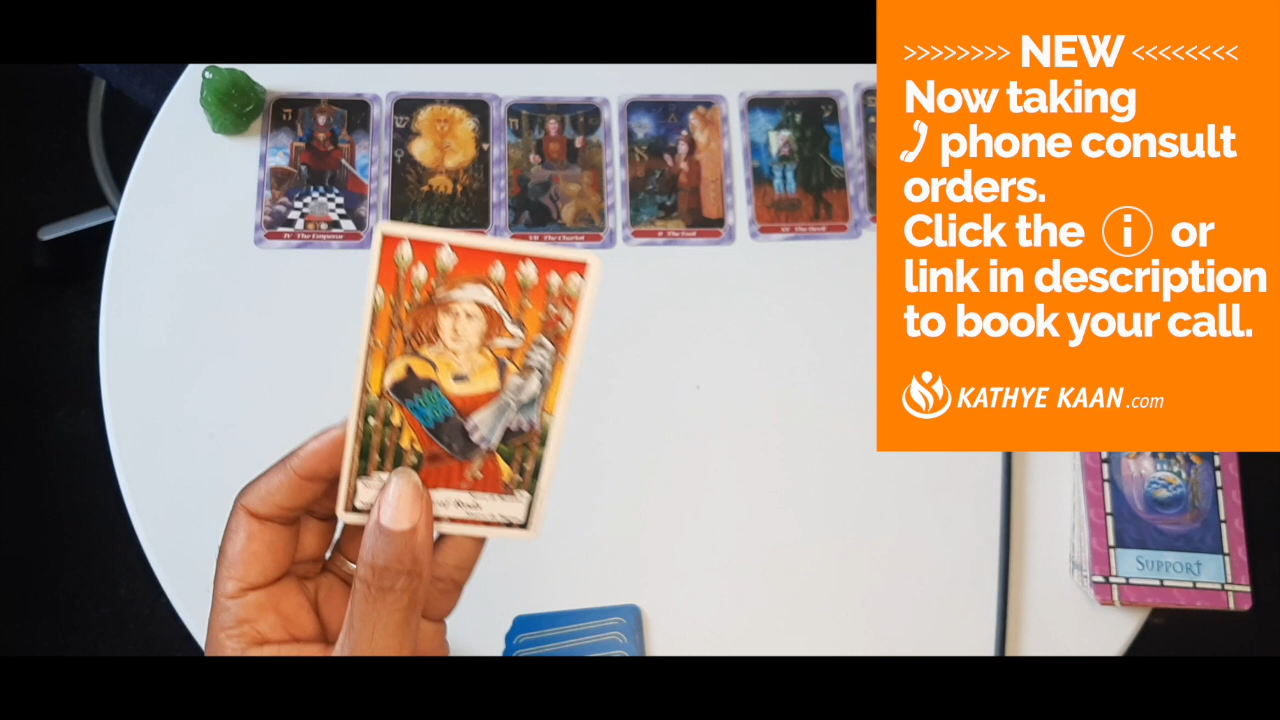 >>>>>>>> NEW <<<<<<<<
Now taking
phone consult
orders.
Click the i or
link in description
to book your call.
KATHYE KAAN.com
IV The Emperor
VII The Chariot
0 The Fool
XV The Devil
SUPPORT